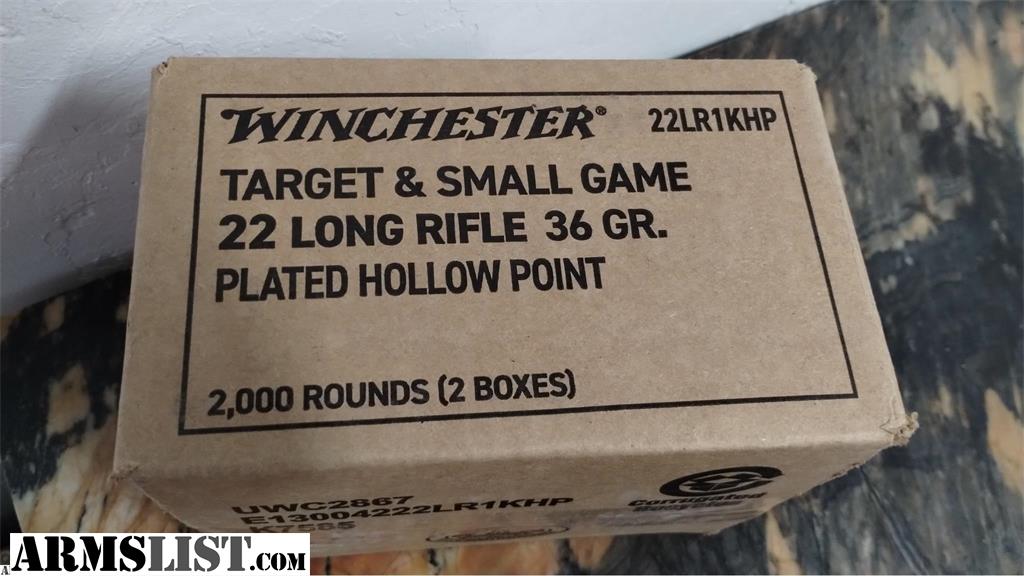 WINCHESTER® 22LR1KHP
TARGET & SMALL GAME
22 LONG RIFLE 36 GR.
PLATED HOLLOW POINT
2,000 ROUNDS (2 BOXES)
UWC2867
E13004222LR1KHP
Corrugated
ARMSLIST.COM